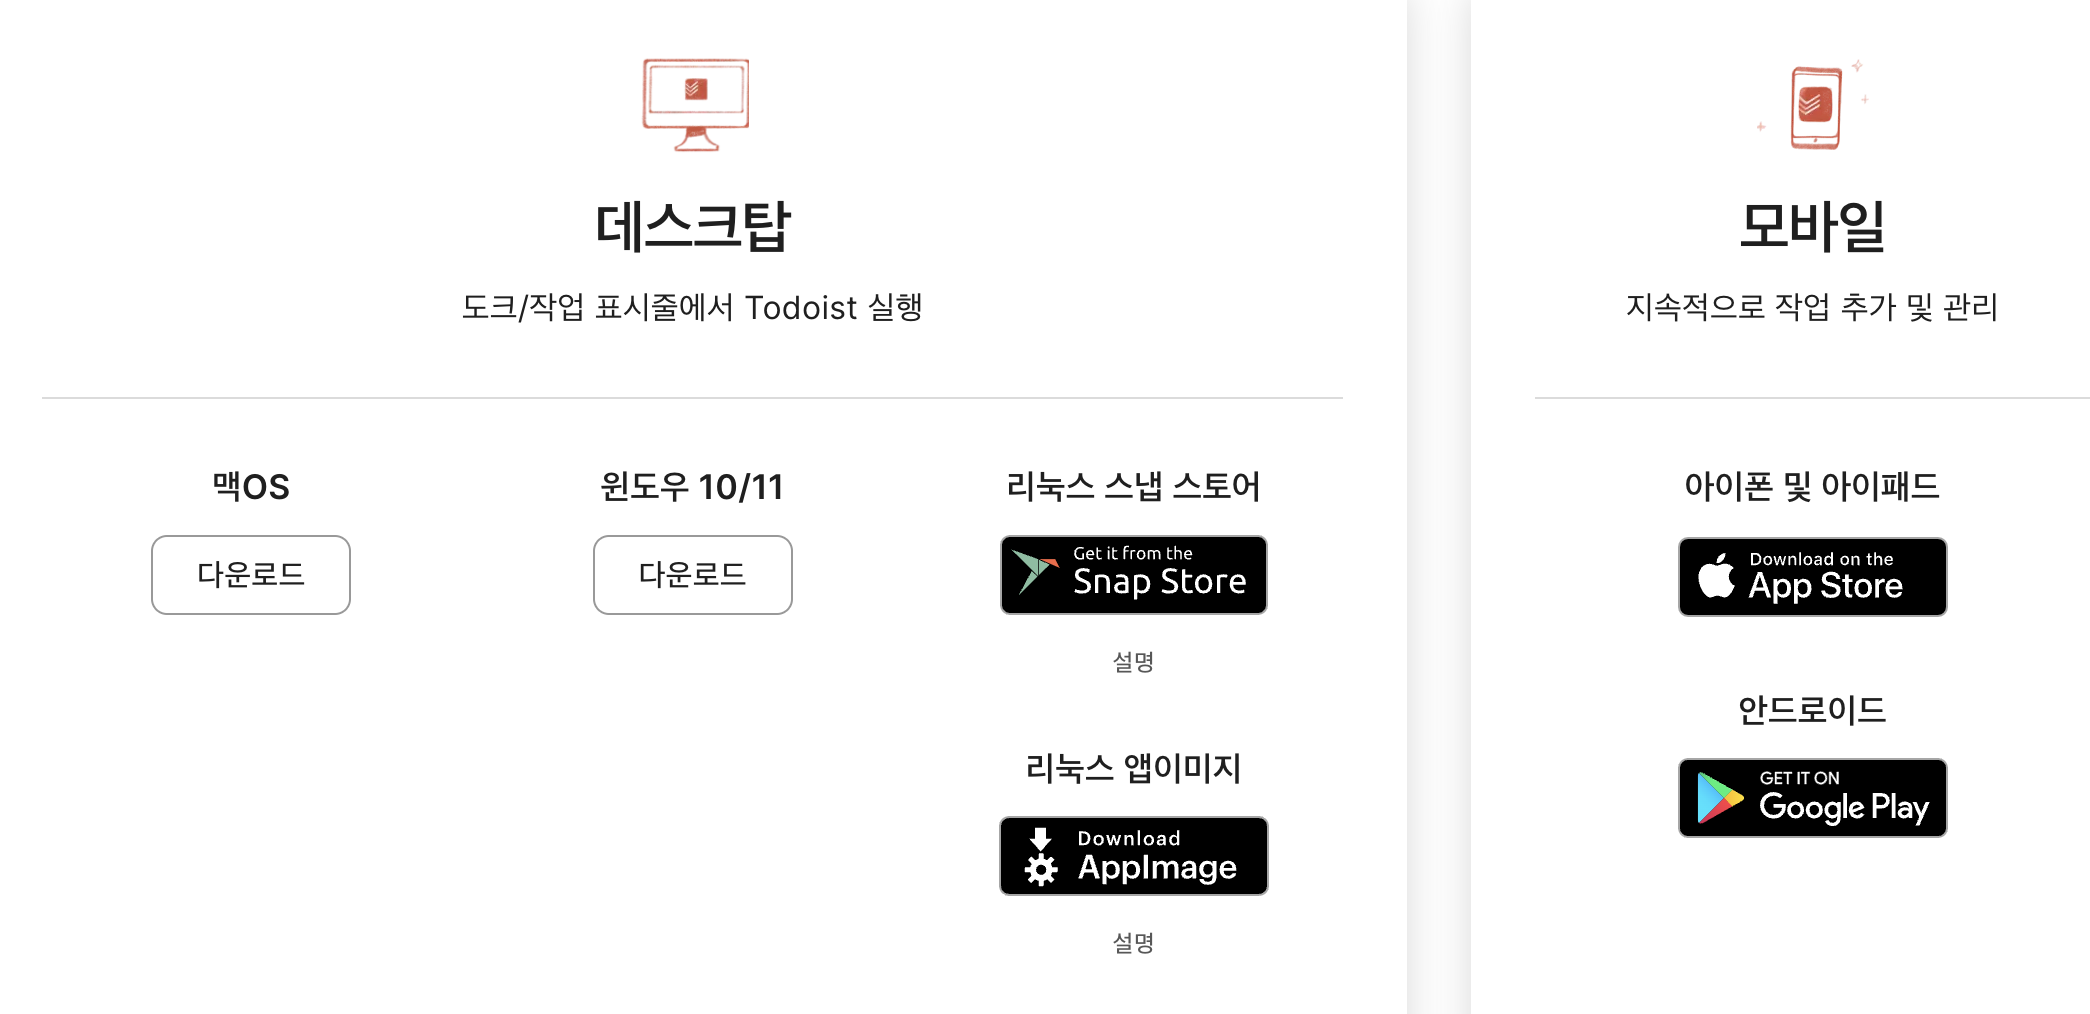 데스크탑
도크/작업 표시줄에서 Todoist 실행
맥OS
다운로드
윈도우 10/11
다운로드
리눅스 스냅 스토어
Get it from the
Snap Store
설명
리눅스 앱이미지
Download
AppImage
설명
모바일
지속적으로 작업 추가 및 관리
아이폰 및 아이패드
Download on the
App Store
안드로이드
GET IT ON
Google Play